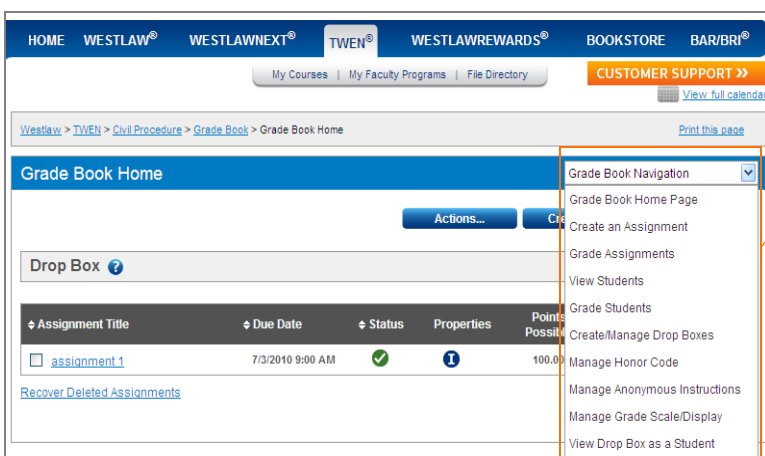 HOME WESTLAW® WESTLAWNEXT® TWEN® WESTLAWREWARDS® BOOKSTORE BAR/BRI®
My Courses | My Faculty Programs | File Directory
CUSTOMER SUPPORT »
View full calendar
Westlaw > TWEN > Civil Procedure > Grade Book > Grade Book Home
Print this page
Grade Book Home
Grade Book Navigation
Actions...
Grade Book Home Page
Create an Assignment
Grade Assignments
View Students
Grade Students
Create/Manage Drop Boxes
Manage Honor Code
Manage Anonymous Instructions
Manage Grade Scale/Display
View Drop Box as a Student
Drop Box ?
Assignment Title Due Date Status Properties Points
assignment 1 7/3/2010 9:00 AM I 100.00
Recover Deleted Assignments